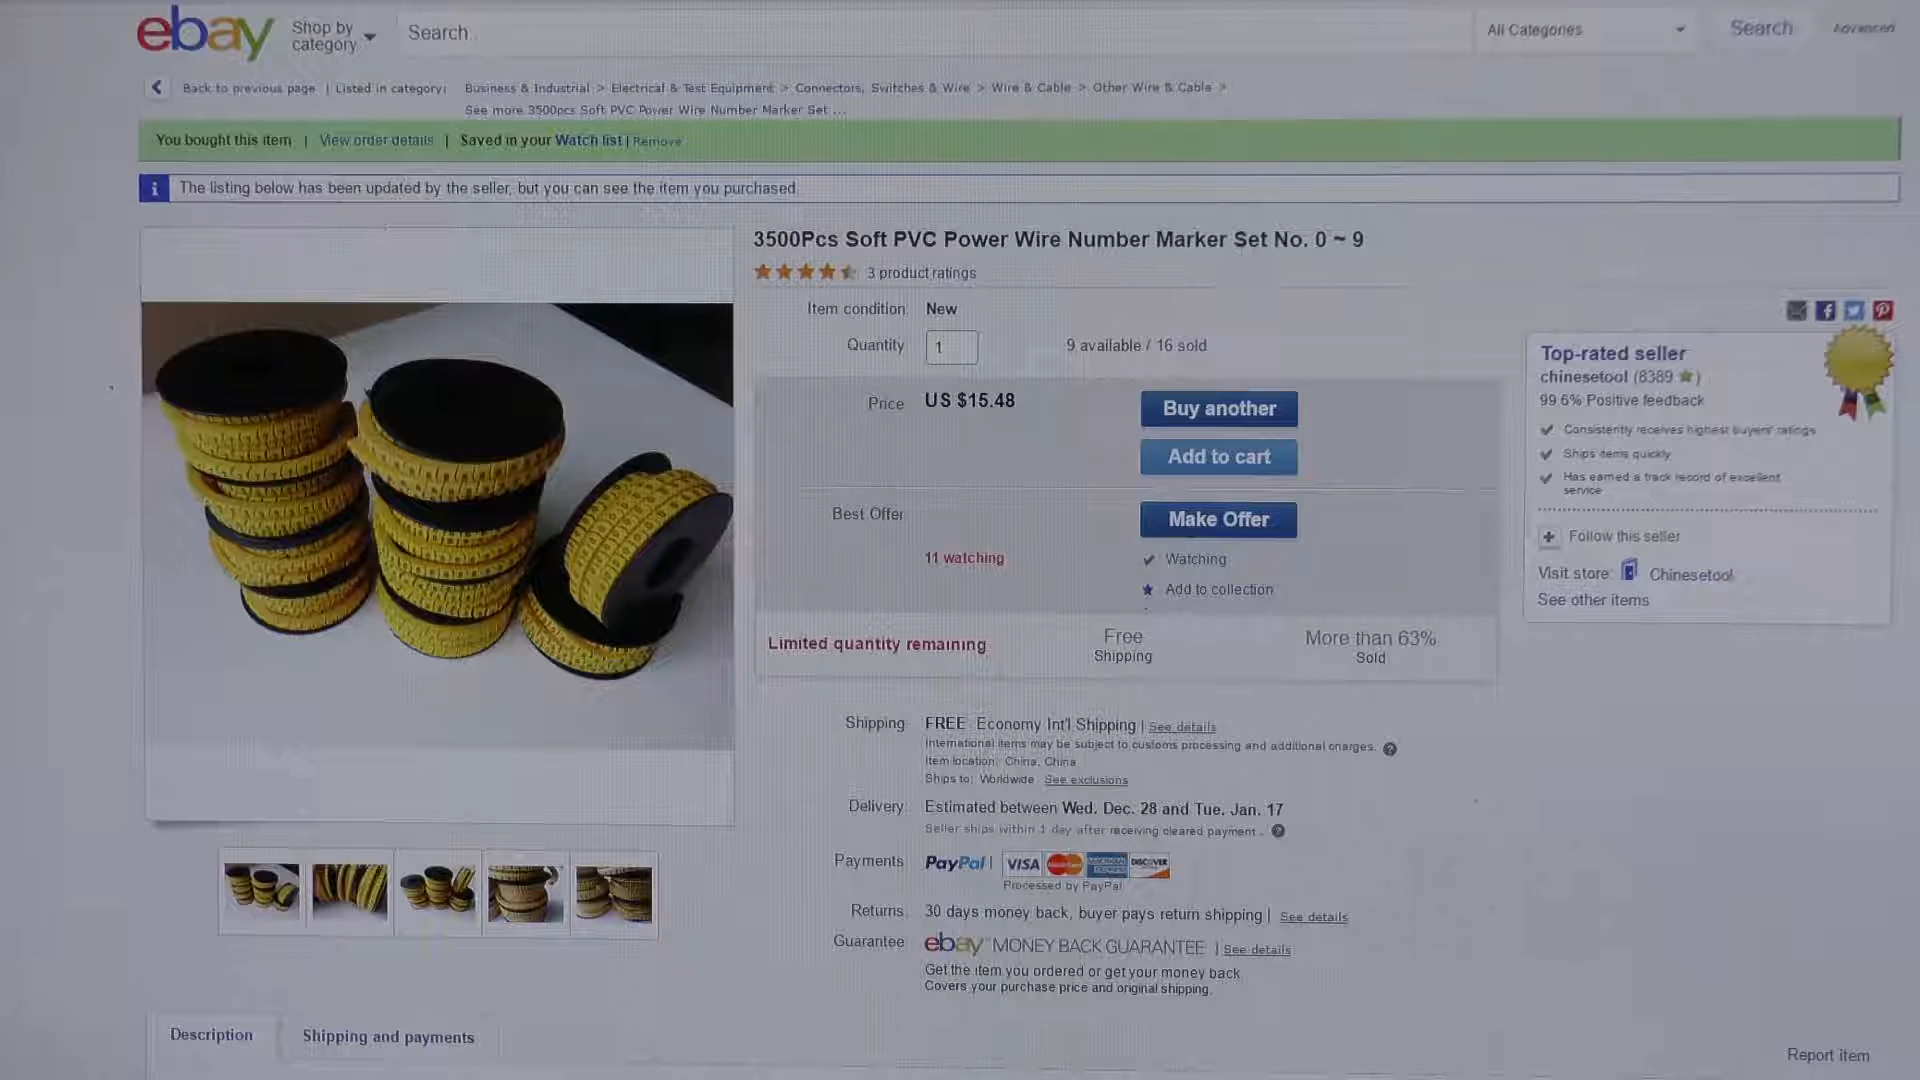 ebay
Shop by category
Search
All Categories
Search
Advanced
Back to previous page | Listed in category:
Business & Industrial > Electrical & Test Equipment > Connectors, Switches & Wire > Wire & Cable > Other Wire & Cable >
See more 3500pcs Soft PVC Power Wire Number Marker Set ...
You bought this item | View order details | Saved in your Watch list | Remove
i The listing below has been updated by the seller, but you can see the item you purchased
3500Pcs Soft PVC Power Wire Number Marker Set No. 0 ~ 9
3 product ratings
Item condition: New
Quantity: 1
9 available / 16 sold
Price: US $15.48
Buy another
Add to cart
Best Offer:
Make Offer
11 watching
Watching
Add to collection
Limited quantity remaining
Free Shipping
More than 63% Sold
Shipping: FREE Economy Int'l Shipping | See details
International items may be subject to customs processing and additional charges.
Item location: China, China
Ships to: Worldwide See exclusions
Delivery: Estimated between Wed. Dec. 28 and Tue. Jan. 17
Seller ships within 1 day after receiving cleared payment.
Payments: PayPal | VISA MasterCard AMERICAN EXPRESS DISCOVER
Processed by PayPal
Returns: 30 days money back, buyer pays return shipping | See details
Guarantee: ebay MONEY BACK GUARANTEE | See details
Get the item you ordered or get your money back.
Covers your purchase price and original shipping.
Top-rated seller
chinesetool (8389 )
99.6% Positive feedback
Consistently receives highest buyers' ratings
Ships items quickly
Has earned a track record of excellent
service
+ Follow this seller
Visit store: Chinesetool
See other items
Description
Shipping and payments
Report item